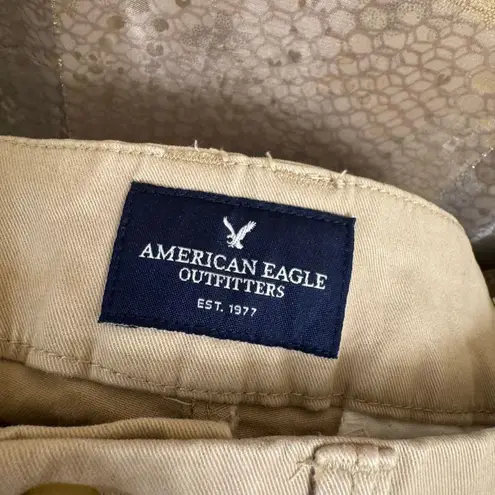 AMERICAN EAGLE
OUTFITTERS
EST. 1977